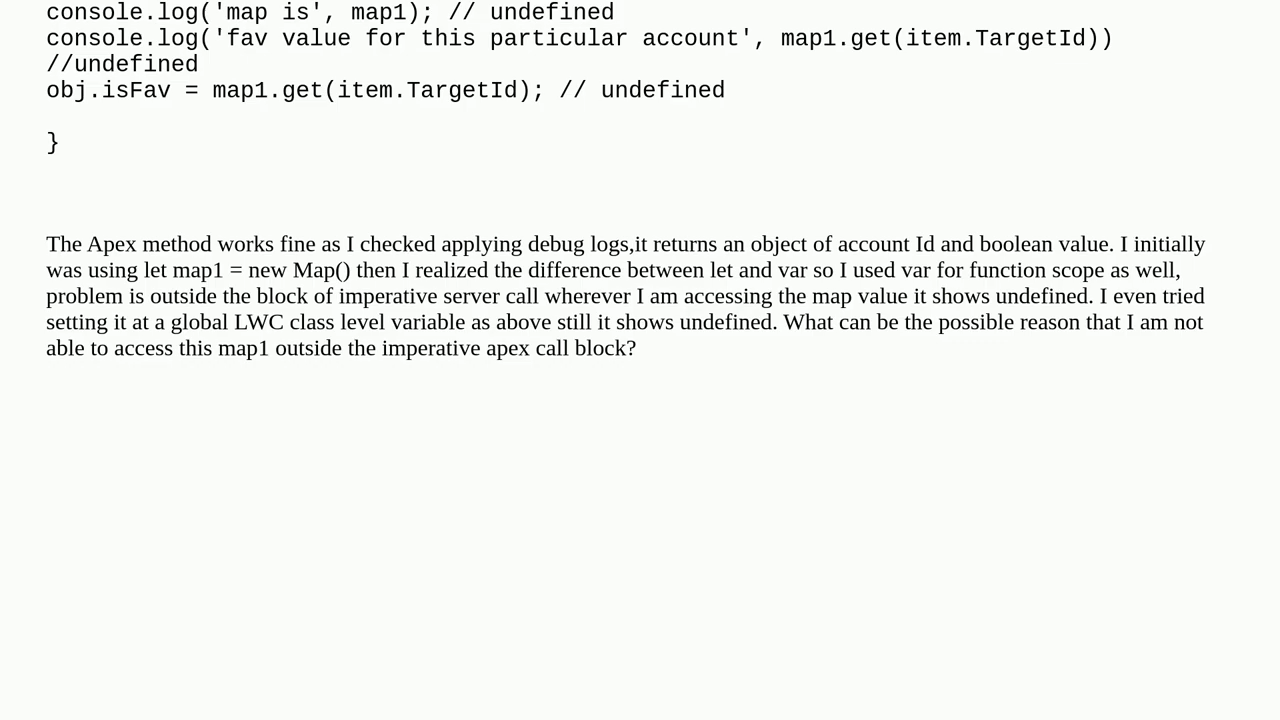 console.log('map is', map1); // undefined
console.log('fav value for this particular account', map1.get(item.TargetId))
//undefined
obj.isFav = map1.get(item.TargetId); // undefined
}
The Apex method works fine as I checked applying debug logs,it returns an object of account Id and boolean value. I initially
was using let map1 = new Map() then I realized the difference between let and var so I used var for function scope as well,
problem is outside the block of imperative server call wherever I am accessing the map value it shows undefined. I even tried
setting it at a global LWC class level variable as above still it shows undefined. What can be the possible reason that I am not
able to access this map1 outside the imperative apex call block?